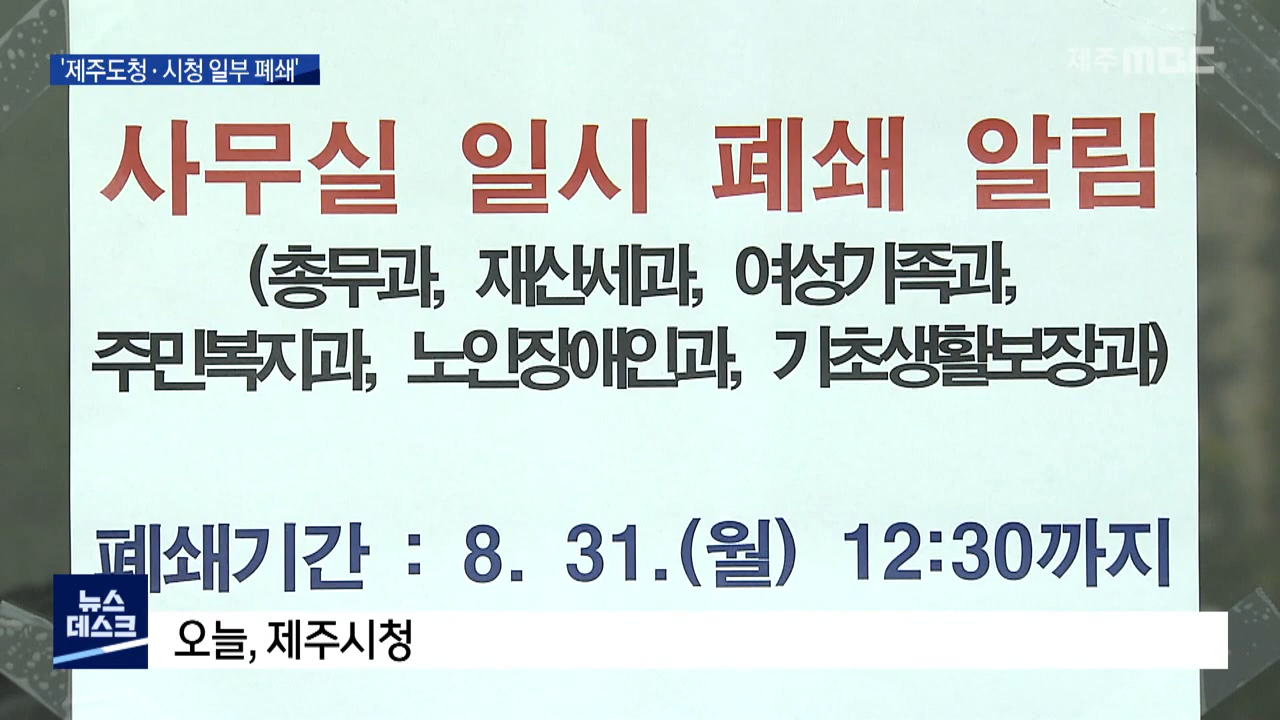 '제주도청·시청 일부 폐쇄'
제주MBC
사무실 일시 폐쇄 알림
(총무과, 재산세과, 여성가족과,
주민복지과, 노인장애인과, 기초생활보장과)
폐쇄기간 : 8. 31.(월) 12:30까지
뉴스
데스크
오늘, 제주시청